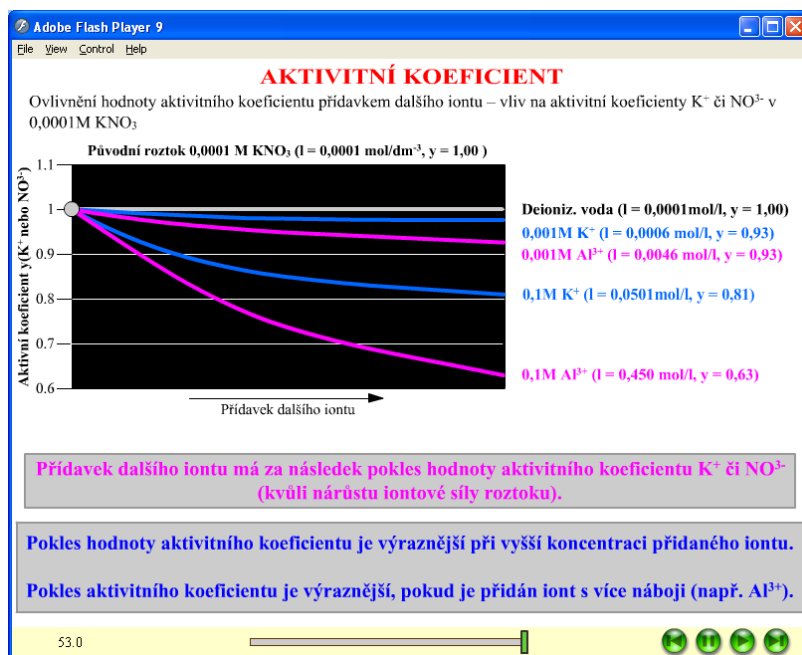 Adobe Flash Player 9
File View Control Help
AKTIVITNÍ KOEFICIENT
Ovlivnění hodnoty aktivitního koeficientu přídavkem dalšího iontu – vliv na aktivitní koeficienty K⁺ či NO³⁻ v
0,0001M KNO₃
Původní roztok 0,0001 M KNO₃ (l = 0,0001 mol/dm⁻³, y = 1,00 )
Aktivní koeficient y(K⁺ nebo NO³⁻)
1.1
1
0.9
0.8
0.7
0.6
Deioniz. voda (l = 0,0001mol/l, y = 1,00)
0,001M K⁺ (l = 0,0006 mol/l, y = 0,93)
0,001M Al³⁺ (l = 0,0046 mol/l, y = 0,93)
0,1M K⁺ (l = 0,0501mol/l, y = 0,81)
0,1M Al³⁺ (l = 0,450 mol/l, y = 0,63)
Přídavek dalšího iontu
Přídavek dalšího iontu má za následek pokles hodnoty aktivitního koeficientu K⁺ či NO³⁻
(kvůli nárůstu iontové síly roztoku).
Pokles hodnoty aktivitního koeficientu je výraznější při vyšší koncentraci přidaného iontu.
Pokles aktivitního koeficientu je výraznější, pokud je přidán iont s více náboji (např. Al³⁺).
53.0